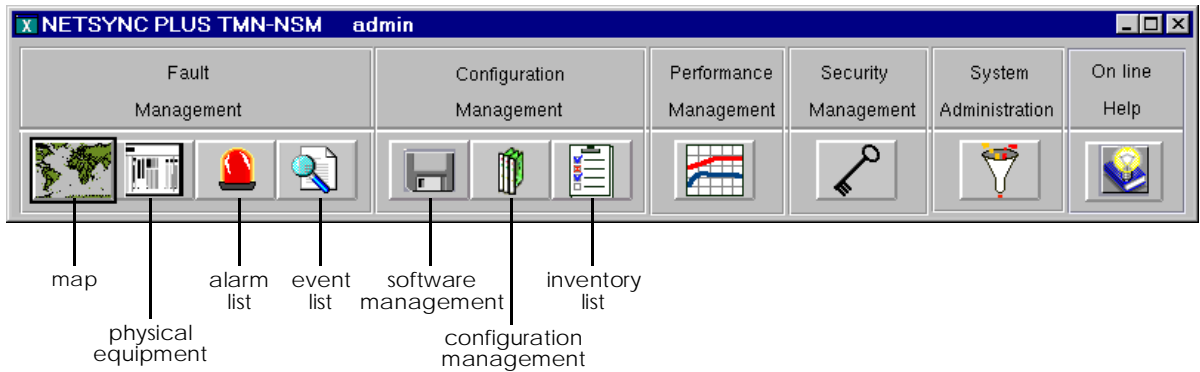 X NETSYNC PLUS TMN-NSM admin
Fault
Management
Configuration
Management
Performance
Management
Security
Management
System
Administration
On line
Help
map
physical
equipment
alarm
list
event
list
software
management
configuration
management
inventory
list